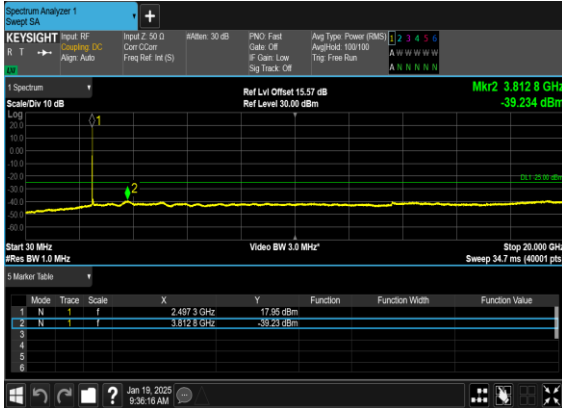 Spectrum Analyzer 1
Swept SA
+
KEYSIGHT Input: RF Input Z: 50 Ω #Atten: 30 dB PNO: Fast Avg Type: Power (RMS) 1 2 3 4 5 6
R T Coupling: DC Corr CCorr Gate: Off Avg|Hold: 100/100 A W W W W W
Align: Auto Freq Ref: Int (S) IF Gain: Low Trig: Free Run
Sig Track: Off A N N N N N
1 Spectrum
Scale/Div 10 dB
Ref Lvl Offset 15.57 dB
Ref Level 30.00 dBm
Mkr2 3.812 8 GHz
-39.234 dBm
Log
20.0
10.0
0.00
-10.0
-20.0
-30.0
-40.0
-50.0
-60.0
1
2
DL1 -25.00 dBm
Start 30 MHz Video BW 3.0 MHz* Stop 20.000 GHz
#Res BW 1.0 MHz Sweep 34.7 ms (40001 pts)
5 Marker Table
Mode Trace Scale X Y Function Function Width Function Value
1 N 1 f 2.497 3 GHz 17.95 dBm
2 N 1 f 3.812 8 GHz -39.23 dBm
3
4
5
6
?
Jan 19, 2025
9:36:16 AM